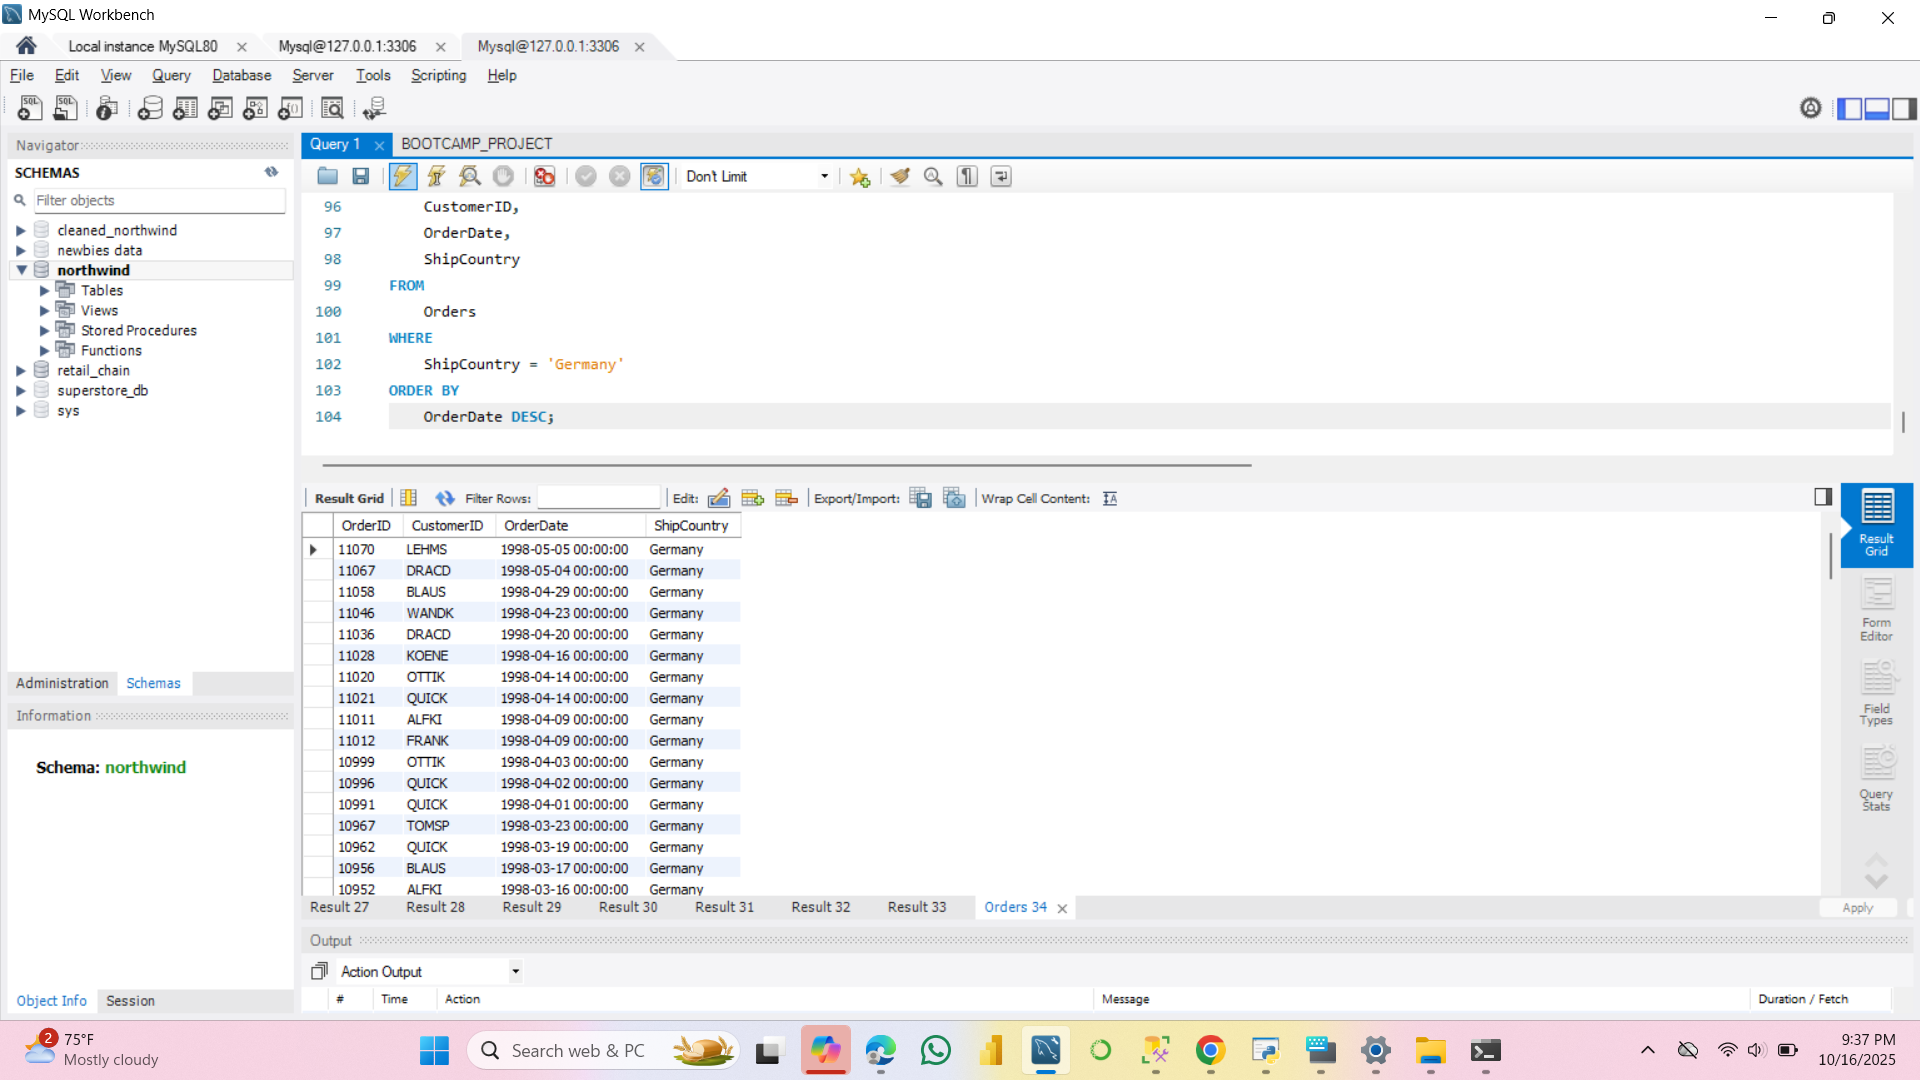 MySQL Workbench
Local instance MySQL80
Mysql@127.0.0.1:3306
Mysql@127.0.0.1:3306
File Edit View Query Database Server Tools Scripting Help
Navigator
SCHEMAS
Filter objects
cleaned_northwind
newbies data
northwind
Tables
Views
Stored Procedures
Functions
retail_chain
superstore_db
sys
Administration Schemas
Information
Schema: northwind
Object Info Session
Query 1 BOOTCAMP_PROJECT
Don't Limit
96 CustomerID,
97 OrderDate,
98 ShipCountry
99 FROM
100 Orders
101 WHERE
102 ShipCountry = 'Germany'
103 ORDER BY
104 OrderDate DESC;
Result Grid Filter Rows: Edit: Export/Import: Wrap Cell Content:
OrderID CustomerID OrderDate ShipCountry
11070 LEHMS 1998-05-05 00:00:00 Germany
11067 DRACD 1998-05-04 00:00:00 Germany
11058 BLAUS 1998-04-29 00:00:00 Germany
11046 WANDK 1998-04-23 00:00:00 Germany
11036 DRACD 1998-04-20 00:00:00 Germany
11028 KOENE 1998-04-16 00:00:00 Germany
11020 OTTIK 1998-04-14 00:00:00 Germany
11021 QUICK 1998-04-14 00:00:00 Germany
11011 ALFKI 1998-04-09 00:00:00 Germany
11012 FRANK 1998-04-09 00:00:00 Germany
10999 OTTIK 1998-04-03 00:00:00 Germany
10996 QUICK 1998-04-02 00:00:00 Germany
10991 QUICK 1998-04-01 00:00:00 Germany
10967 TOMSP 1998-03-23 00:00:00 Germany
10962 QUICK 1998-03-19 00:00:00 Germany
10956 BLAUS 1998-03-17 00:00:00 Germany
10952 ALFKI 1998-03-16 00:00:00 Germany
Result Grid
Form Editor
Field Types
Query Stats
Result 27 Result 28 Result 29 Result 30 Result 31 Result 32 Result 33 Orders 34
Apply
Output
Action Output
# Time Action Message Duration / Fetch
2
75°F
Mostly cloudy
Search web & PC
9:37 PM
10/16/2025